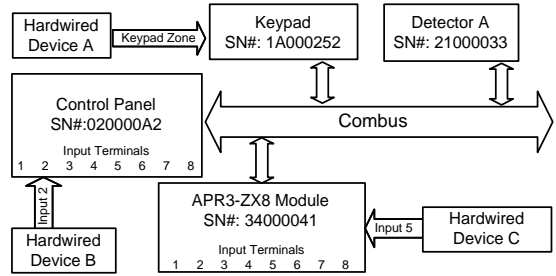 Hardwired
Device A
Keypad Zone
Keypad
SN#: 1A000252
Detector A
SN#: 21000033
Control Panel
SN#:020000A2
Input Terminals
1 2 3 4 5 6 7 8
Combus
Input 2
Hardwired
Device B
APR3-ZX8 Module
SN#: 34000041
Input Terminals
1 2 3 4 5 6 7 8
Input 5
Hardwired
Device C